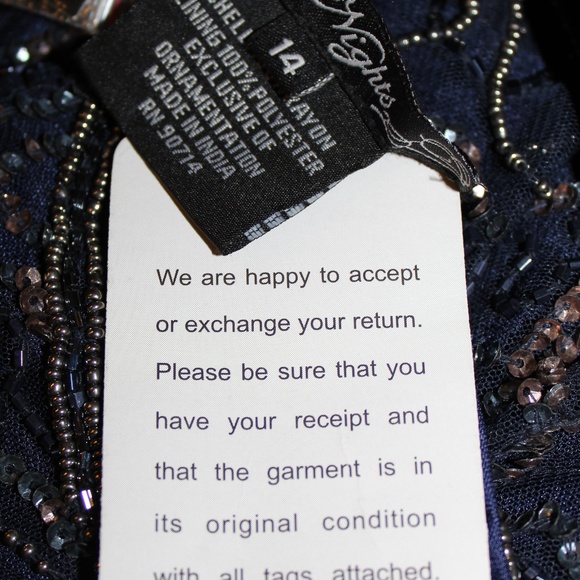 Nights
14
SHELL
RAYON
LINING 100% POLYESTER
EXCLUSIVE OF
ORNAMENTATION
MADE IN INDIA
RN 90714
We are happy to accept
or exchange your return.
Please be sure that you
have your receipt and
that the garment is in
its original condition
with all tags attached.